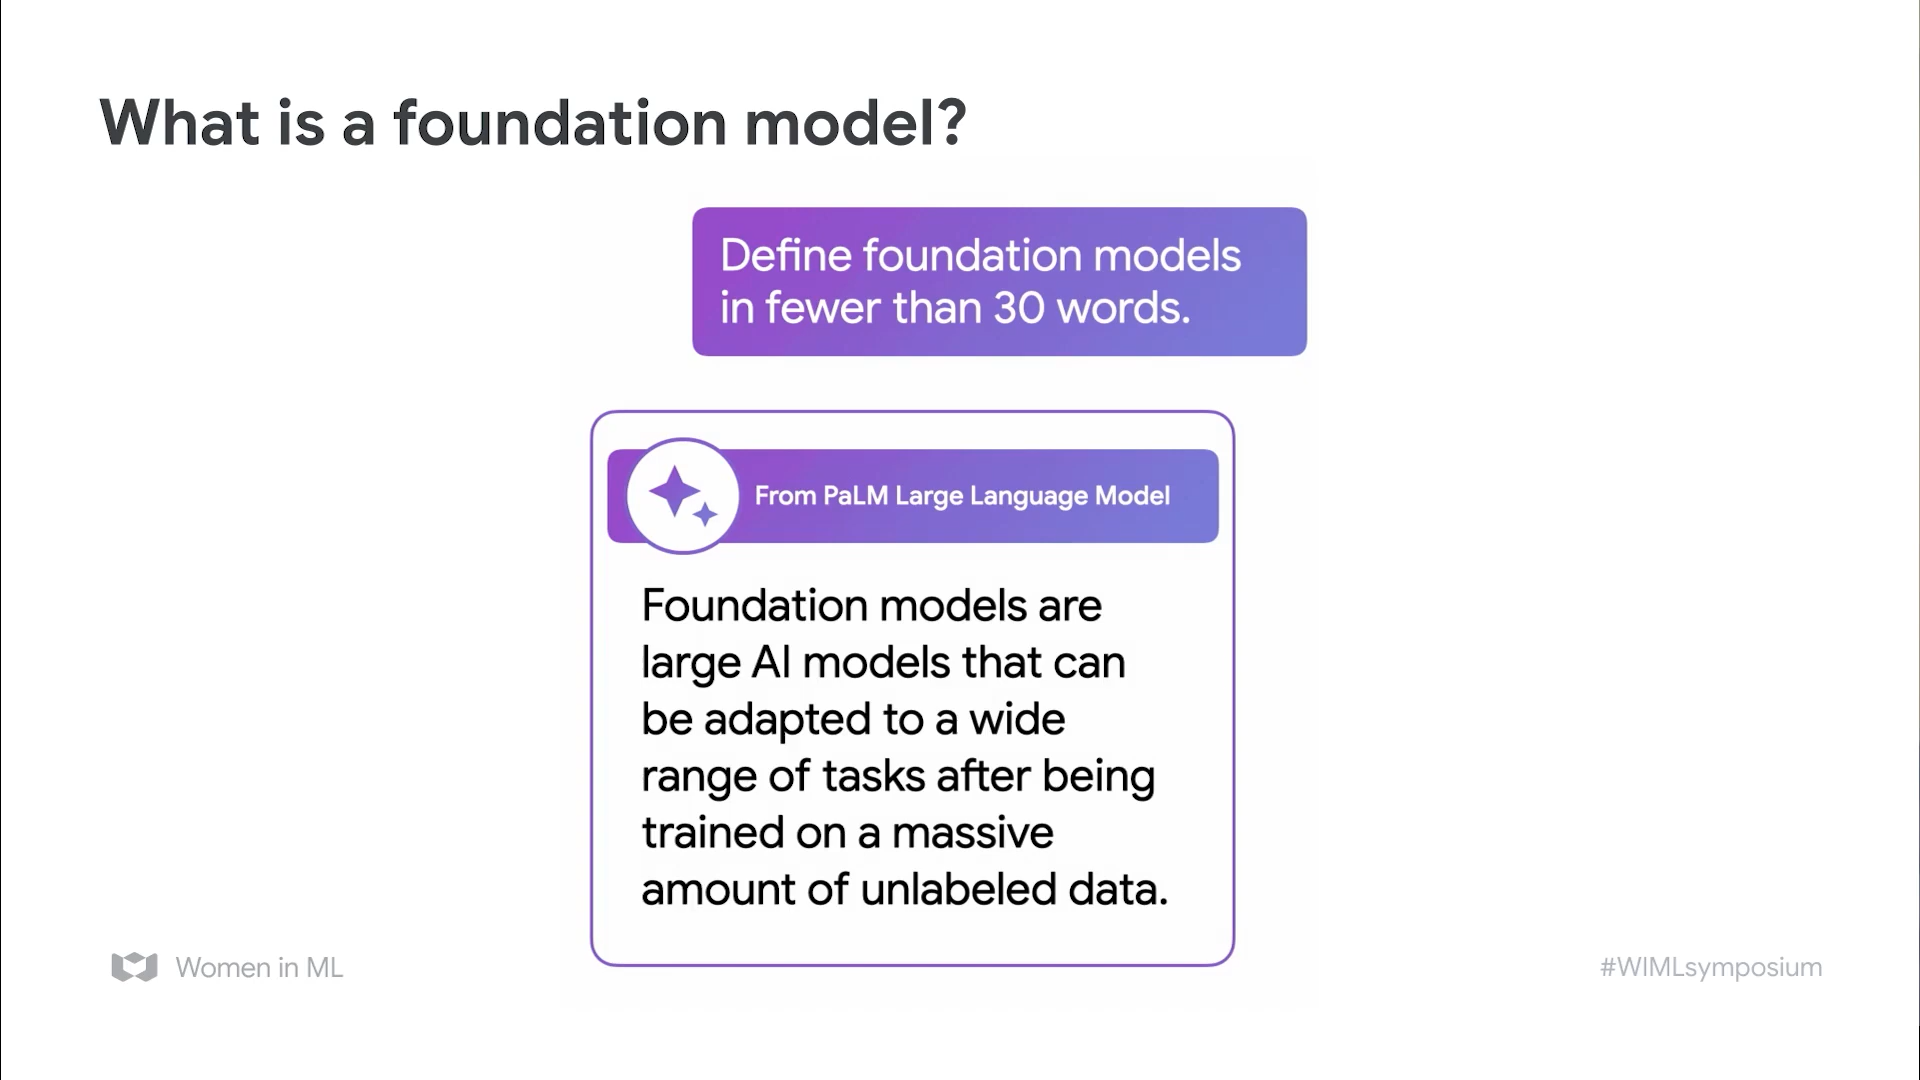 What is a foundation model?
Define foundation models
in fewer than 30 words.
From PaLM Large Language Model
Foundation models are
large AI models that can
be adapted to a wide
range of tasks after being
trained on a massive
amount of unlabeled data.
Women in ML
#WIMLsymposium